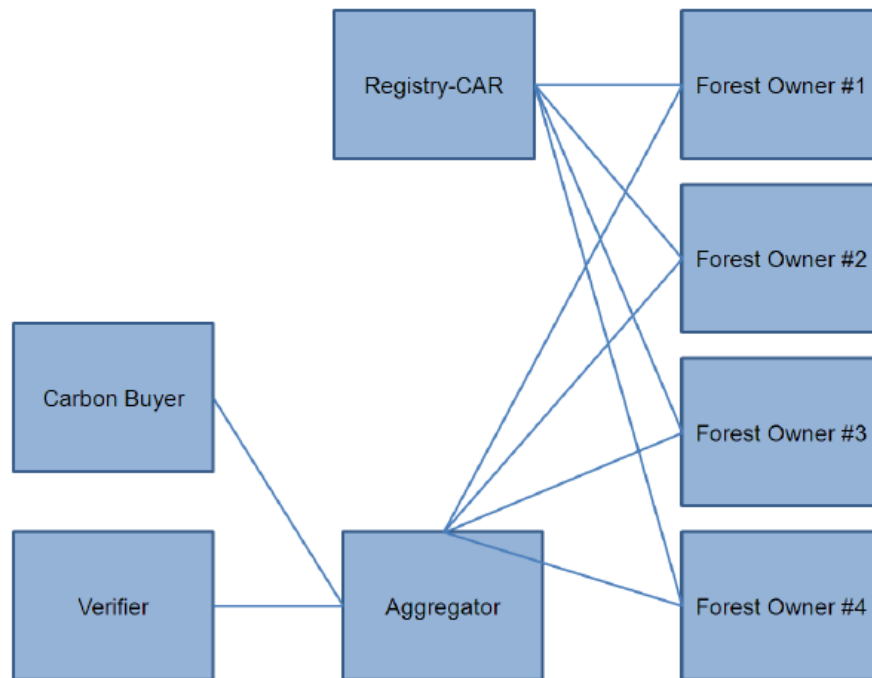 Registry-CAR
Forest Owner #1
Forest Owner #2
Carbon Buyer
Forest Owner #3
Verifier
Aggregator
Forest Owner #4